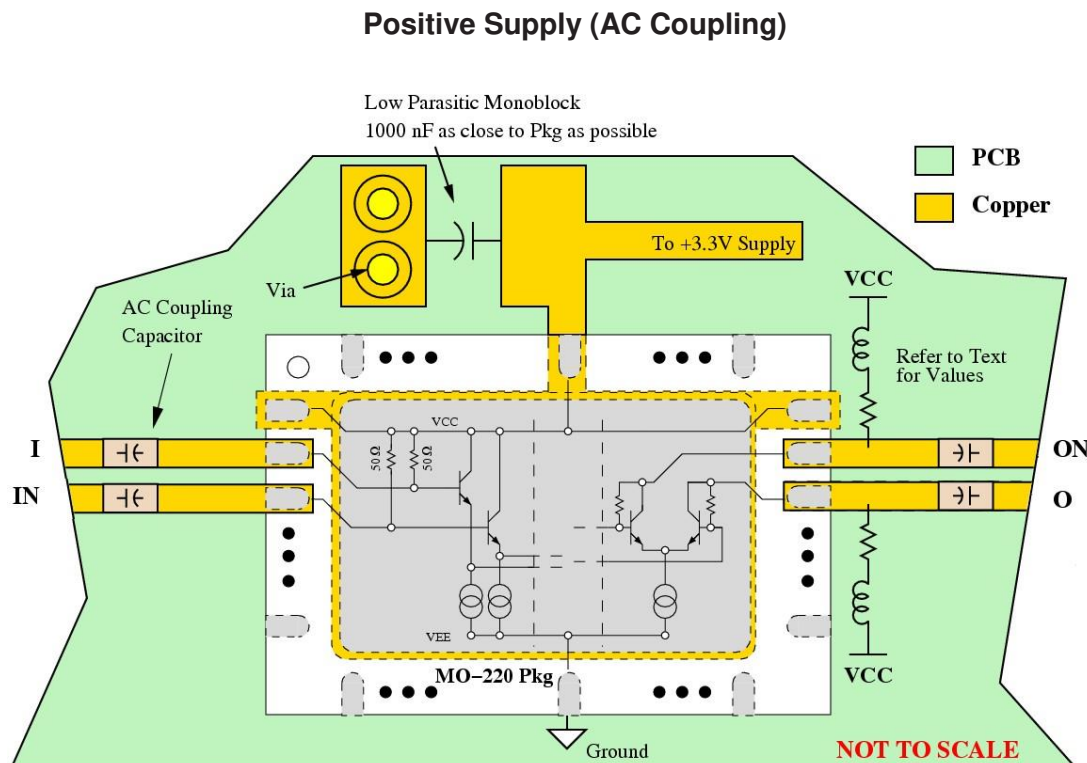 Positive Supply (AC Coupling)
Low Parasitic Monoblock
1000 nF as close to Pkg as possible
PCB
Copper
To +3.3V Supply
Via
VCC
AC Coupling
Capacitor
Refer to Text
for Values
VCC
50 Ω
50 Ω
I
ON
IN
O
VEE
MO-220 Pkg
VCC
Ground
NOT TO SCALE